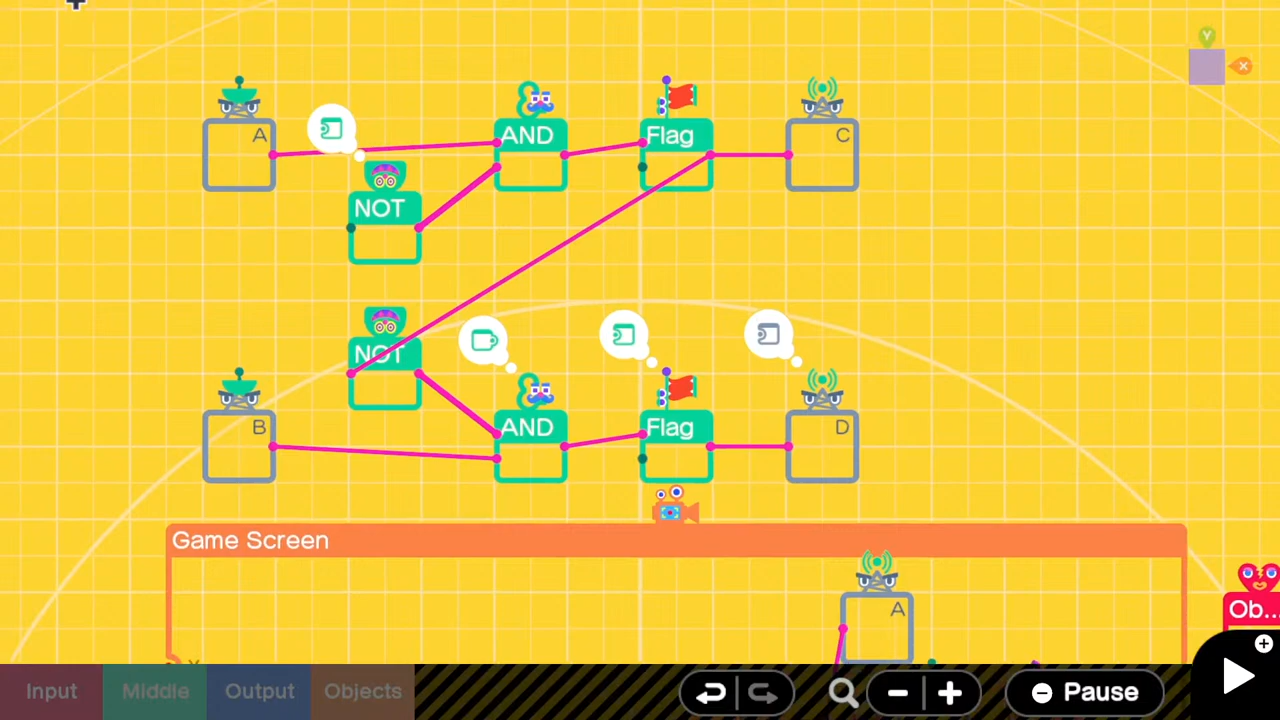 Y
X
A
AND
Flag
C
NOT
NOT
B
AND
Flag
D
Game Screen
A
Ob...
Input
Middle
Output
Objects
Pause